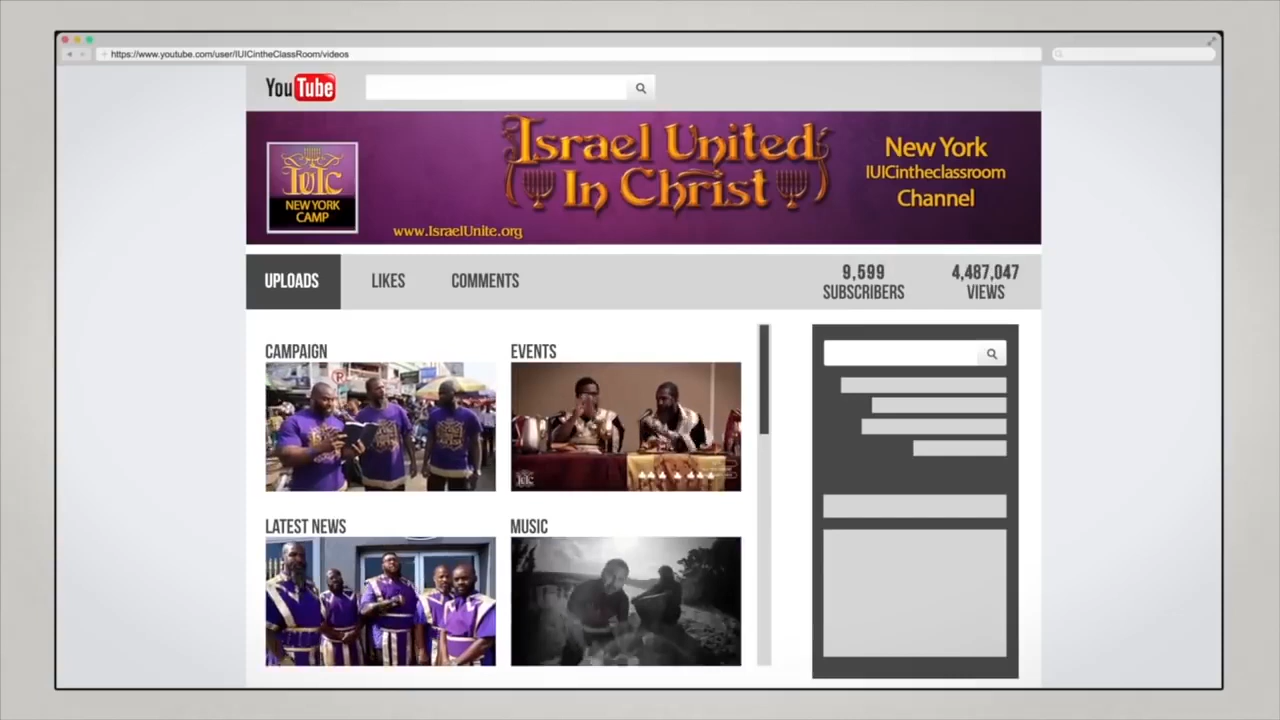 https://www.youtube.com/user/IUICintheClassRoom/videos
YouTube
Israel United
In Christ
New York
IUICintheclassroom
Channel
IUIC
NEW YORK
CAMP
www.IsraelUnite.org
UPLOADS
LIKES
COMMENTS
9,599
SUBSCRIBERS
4,487,047
VIEWS
CAMPAIGN
EVENTS
IUIC
LATEST NEWS
MUSIC